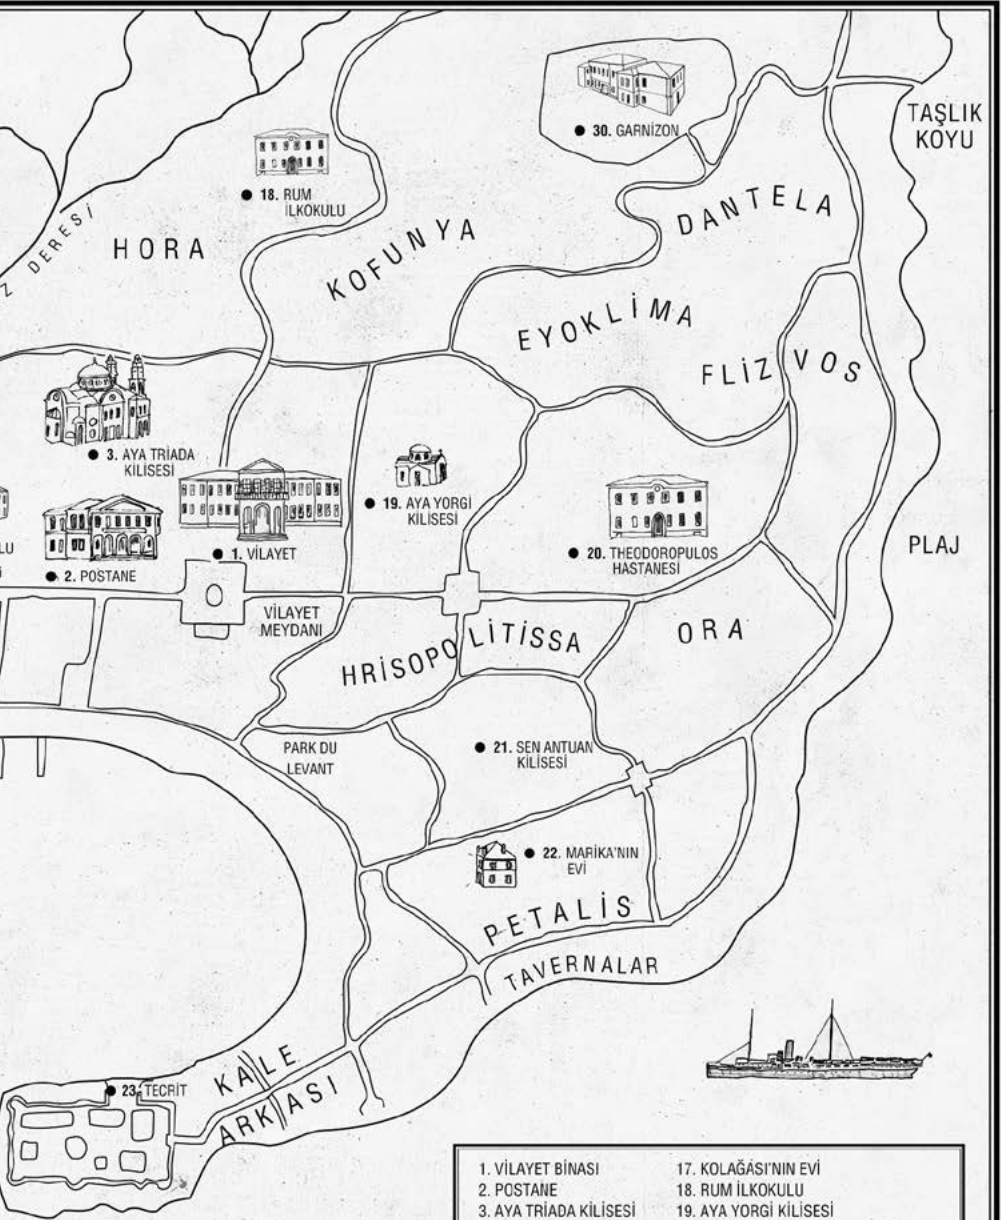 TAŞLIK
KOYU
30. GARNİZON
18. RUM
İLKOKULU
DANTELA
HORA
DERESİ
KOFUNYA
EYOKLİMA
FLİZVOS
3. AYA TRİADA
KİLİSESİ
19. AYA YORGİ
KİLİSESİ
1. VİLAYET
20. THEODOROPULOS
HASTANESİ
PLAJ
2. POSTANE
VİLAYET
MEYDANI
HRİSOPOLİTİSSA
ORA
PARK DU
LEVANT
21. SEN ANTUAN
KİLİSESİ
22. MARİKA'NIN
EVİ
PETALİS
TAVERNALAR
KALE
ARKASI
23. TECRİT
1. VİLAYET BİNASI
2. POSTANE
3. AYA TRİADA KİLİSESİ
17. KOLAĞASI'NIN EVİ
18. RUM İLKOKULU
19. AYA YORGİ KİLİSESİ